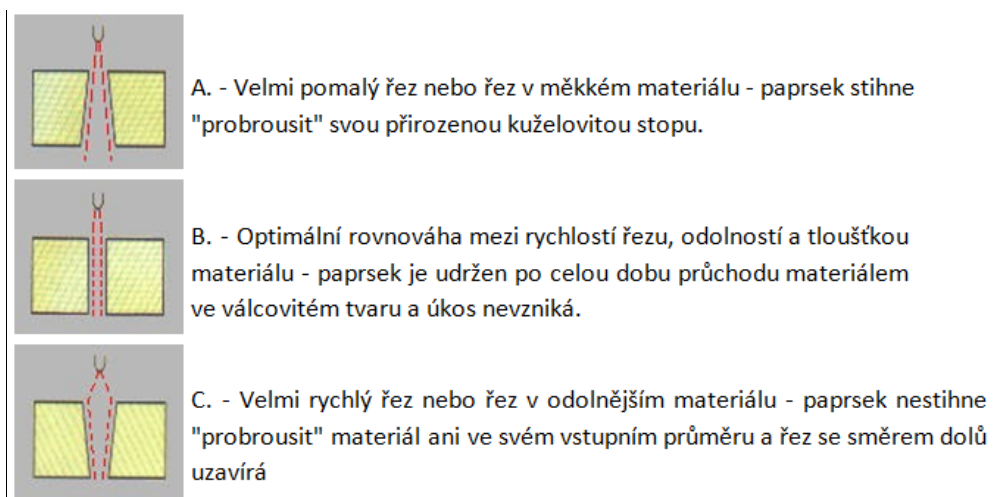 A. - Velmi pomalý řez nebo řez v měkkém materiálu - paprsek stihne
"probrousit" svou přirozenou kuželovitou stopu.
B. - Optimální rovnováha mezi rychlostí řezu, odolností a tloušťkou
materiálu - paprsek je udržen po celou dobu průchodu materiálem
ve válcovitém tvaru a úkos nevzniká.
C. - Velmi rychlý řez nebo řez v odolnějším materiálu - paprsek nestihne
"probrousit" materiál ani ve svém vstupním průměru a řez se směrem dolů
uzavírá